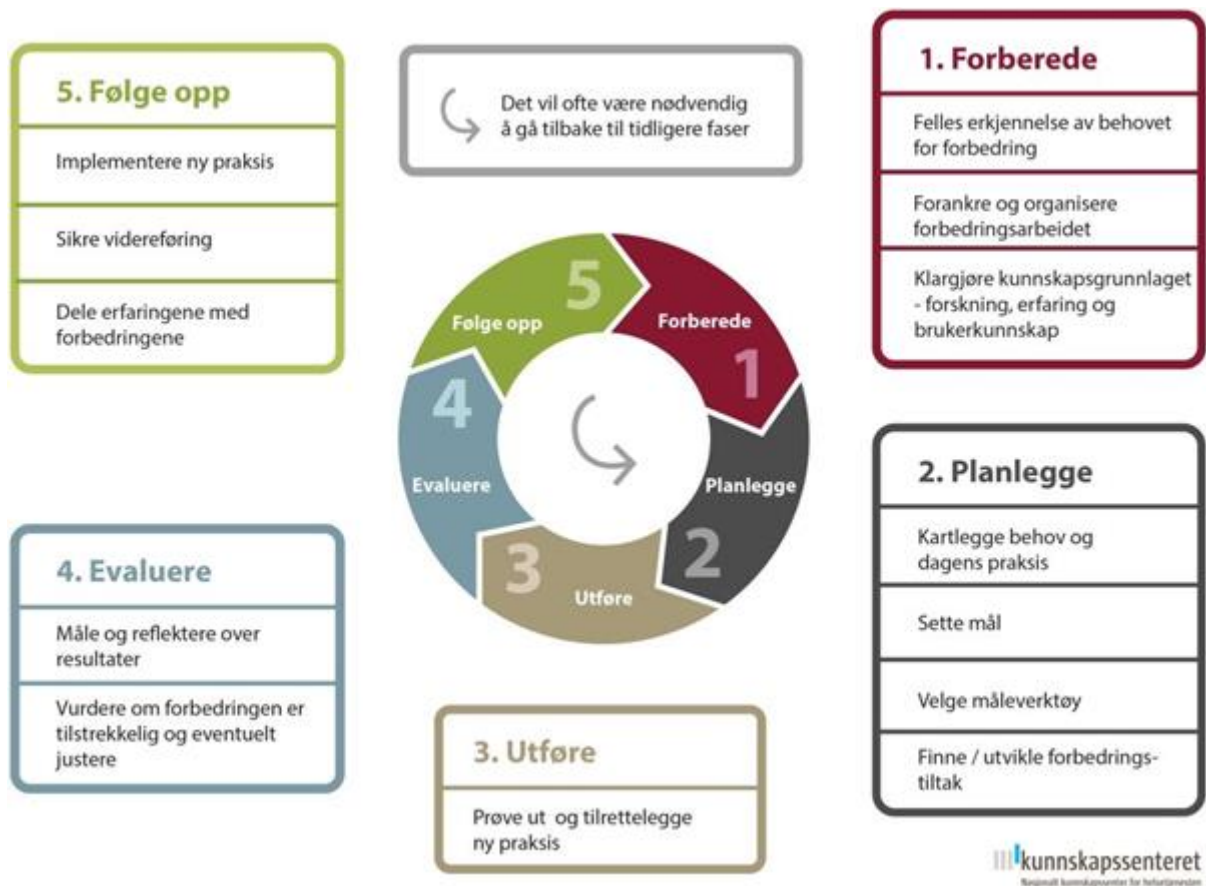 5. Følge opp
Implementere ny praksis
Sikre videreføring
Dele erfaringene med
forbedringene
Det vil ofte være nødvendig
å gå tilbake til tidligere faser
1. Forberede
Felles erkjennelse av behovet
for forbedring
Forankre og organisere
forbedringsarbeidet
Klargjøre kunnskapsgrunnlaget
- forskning, erfaring og
brukerkunnskap
5
Følge opp
Forberede
1
4
Evaluere
Planlegge
2
3
Utføre
2. Planlegge
Kartlegge behov og
dagens praksis
Sette mål
Velge måleverktøy
Finne / utvikle forbedrings-
tiltak
4. Evaluere
Måle og reflektere over
resultater
Vurdere om forbedringen er
tilstrekkelig og eventuelt
justere
3. Utføre
Prøve ut og tilrettelegge
ny praksis
kunnskapssenteret
Nasjonalt kunnskapssenter for helsetjenesten